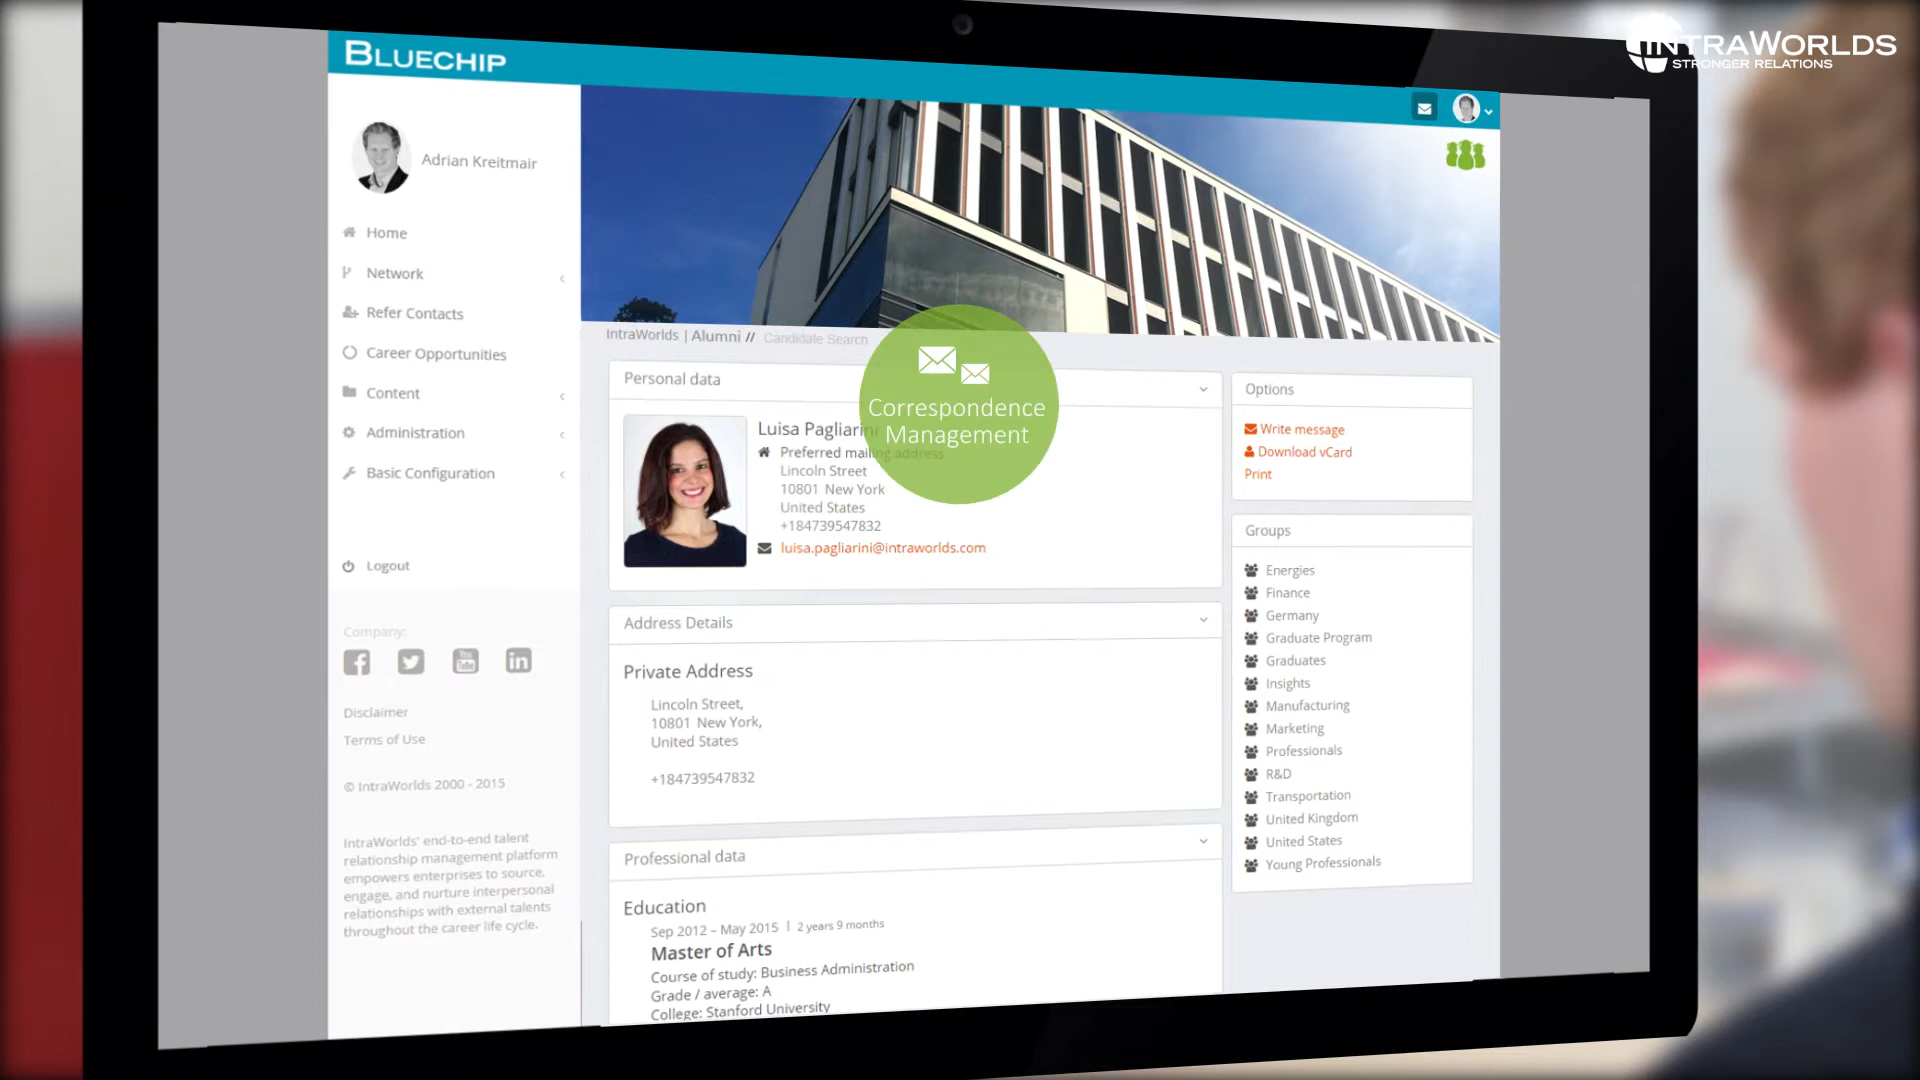 INTRAWORLDS
STRONGER RELATIONS
BLUECHIP
Adrian Kreitmair
Home
Network
Refer Contacts
Career Opportunities
Content
Administration
Basic Configuration
Logout
Company:
You
Tube
in
Disclaimer
Terms of Use
© IntraWorlds 2000 - 2015
IntraWorlds' end-to-end talent
relationship management platform
empowers enterprises to source,
engage, and nurture interpersonal
relationships with external talents
throughout the career life cycle.
IntraWorlds | Alumni // Candidate Search
Correspondence
Management
Personal data
Luisa Pagliarini
Preferred mailing address
Lincoln Street
10801 New York
United States
+184739547832
luisa.pagliarini@intraworlds.com
Address Details
Private Address
Lincoln Street,
10801 New York,
United States
+184739547832
Professional data
Education
Sep 2012 – May 2015 | 2 years 9 months
Master of Arts
Course of study: Business Administration
Grade / average: A
College: Stanford University
Options
Write message
Download vCard
Print
Groups
Energies
Finance
Germany
Graduate Program
Graduates
Insights
Manufacturing
Marketing
Professionals
R&D
Transportation
United Kingdom
United States
Young Professionals